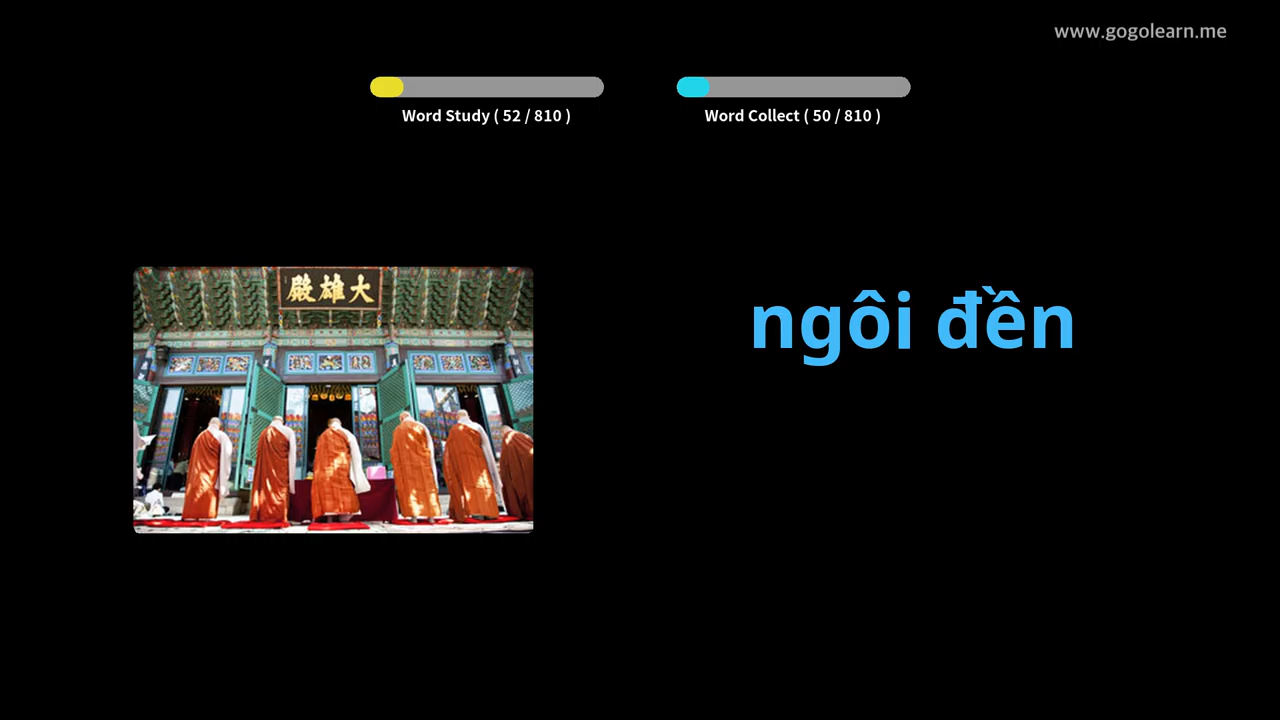 www.gogolearn.me
Word Study ( 52 / 810 )
Word Collect ( 50 / 810 )
殿雄大
ngôi đền